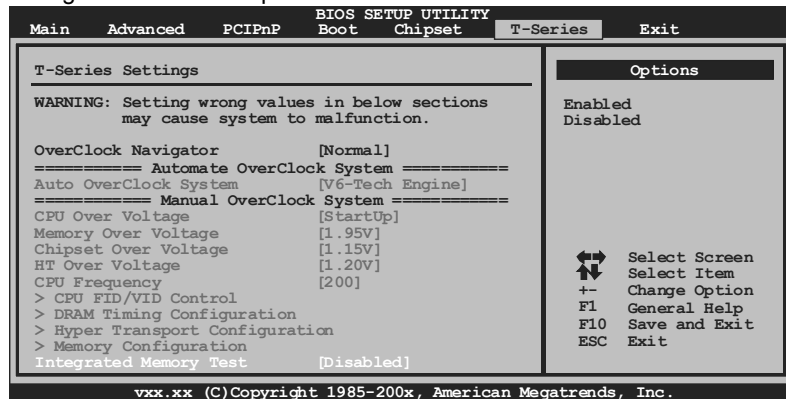 BIOS SETUP UTILITY
Main Advanced PCIPnP Boot Chipset T-Series Exit
T-Series Settings
WARNING: Setting wrong values in below sections
may cause system to malfunction.
OverClock Navigator [Normal]
=========== Automate OverClock System ===========
Auto OverClock System [V6-Tech Engine]
============ Manual OverClock System ============
CPU Over Voltage [StartUp]
Memory Over Voltage [1.95V]
Chipset Over Voltage [1.15V]
HT Over Voltage [1.20V]
CPU Frequency [200]
> CPU FID/VID Control
> DRAM Timing Configuration
> Hyper Transport Configuration
> Memory Configuration
Integrated Memory Test [Disabled]
Options
Enabled
Disabled
Select Screen
Select Item
+- Change Option
F1 General Help
F10 Save and Exit
ESC Exit
vxx.xx (C)Copyright 1985-200x, American Megatrends, Inc.